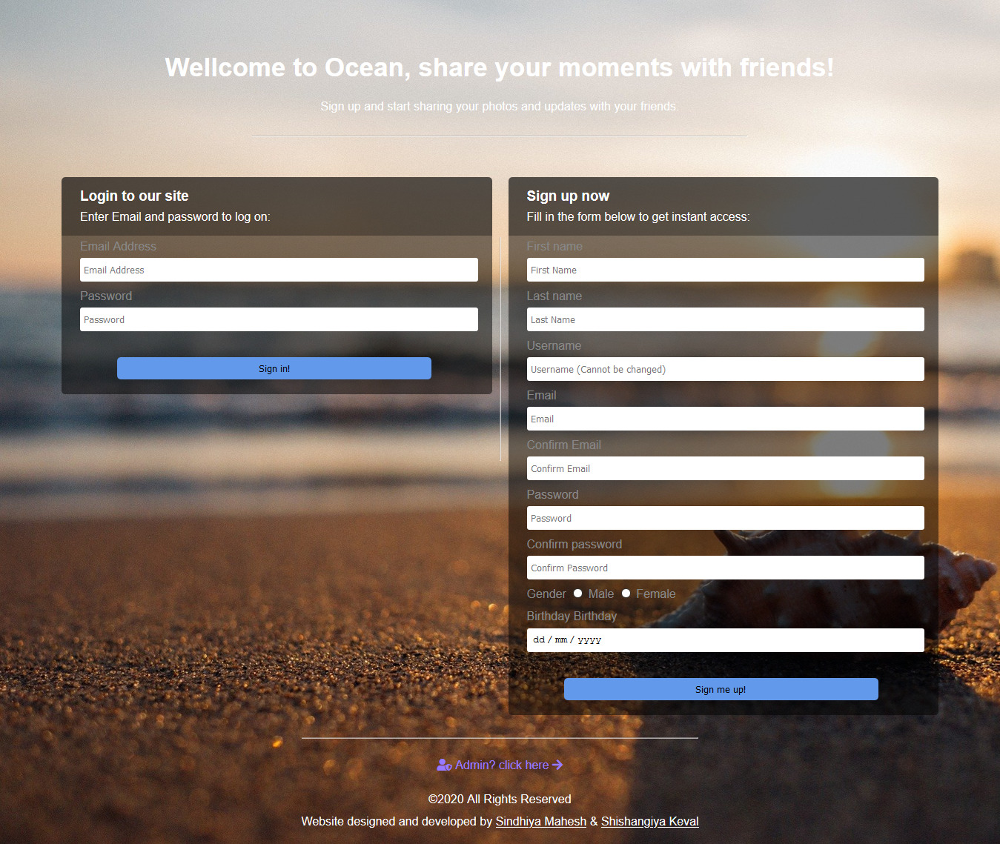 Wellcome to Ocean, share your moments with friends!
Sign up and start sharing your photos and updates with your friends.
Login to our site
Enter Email and password to log on:
Email Address
Email Address
Password
Password
Sign in!
Sign up now
Fill in the form below to get instant access:
First name
First Name
Last name
Last Name
Username
Username (Cannot be changed)
Email
Email
Confirm Email
Confirm Email
Password
Password
Confirm password
Confirm Password
Gender Male Female
Birthday Birthday
dd / mm / yyyy
Sign me up!
Admin? click here
©2020 All Rights Reserved
Website designed and developed by Sindhiya Mahesh & Shishangiya Keval